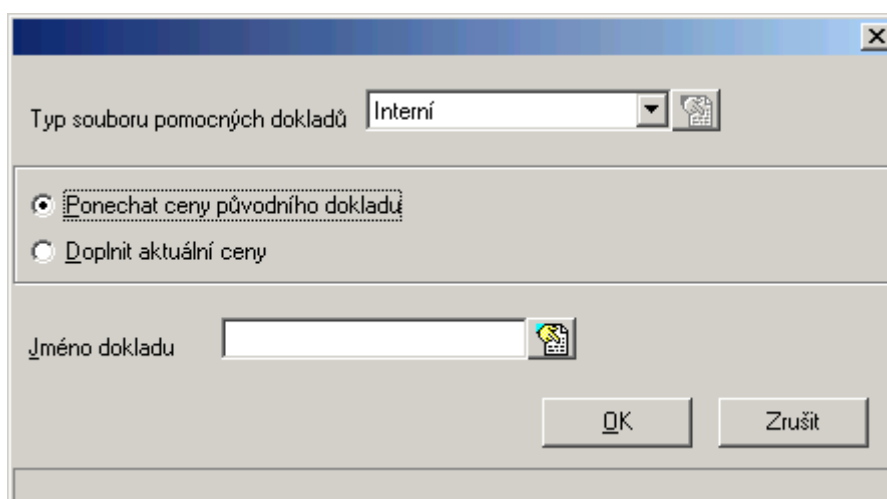 Typ souboru pomocných dokladů
Interní
Ponechat ceny původního dokladu
Doplnit aktuální ceny
Jméno dokladu
OK
Zrušit